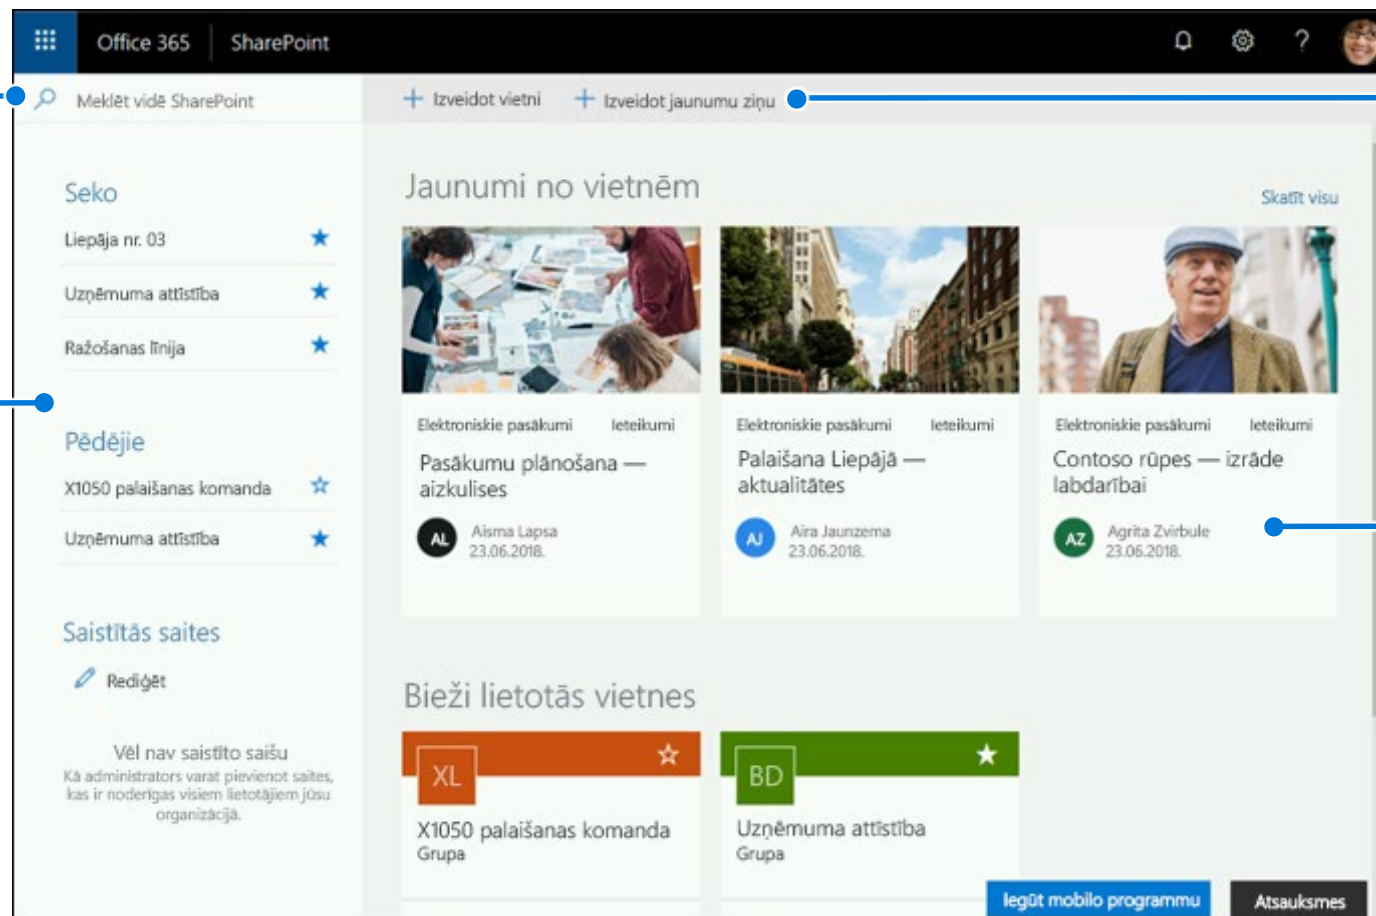 Office 365 SharePoint ?
Meklēt vidē SharePoint
+ Izveidot vietni + Izveidot jaunumu ziņu
Seko
Liepāja nr. 03
Uzņēmuma attīstība
Ražošanas līnija
Pēdējie
X1050 palaišanas komanda
Uzņēmuma attīstība
Saistītās saites
Rediģēt
Vēl nav saistīto saišu
Kā administrators varat pievienot saites,
kas ir noderīgas visiem lietotājiem jūsu
organizācijā.
Jaunumi no vietnēm
Skatīt visu
Elektroniskie pasākumi Ieteikumi
Pasākumu plānošana —
aizkulises
AL Aisma Lapsa
23.06.2018.
Elektroniskie pasākumi Ieteikumi
Palaišana Liepājā —
aktualitātes
AJ Aira Jaunzema
23.06.2018.
Elektroniskie pasākumi Ieteikumi
Contoso rūpes — izrāde
labdarībai
AZ Agrita Zvirbule
23.06.2018.
Bieži lietotās vietnes
XL
X1050 palaišanas komanda
Grupa
BD
Uzņēmuma attīstība
Grupa
Iegūt mobilo programmu
Atsauksmes